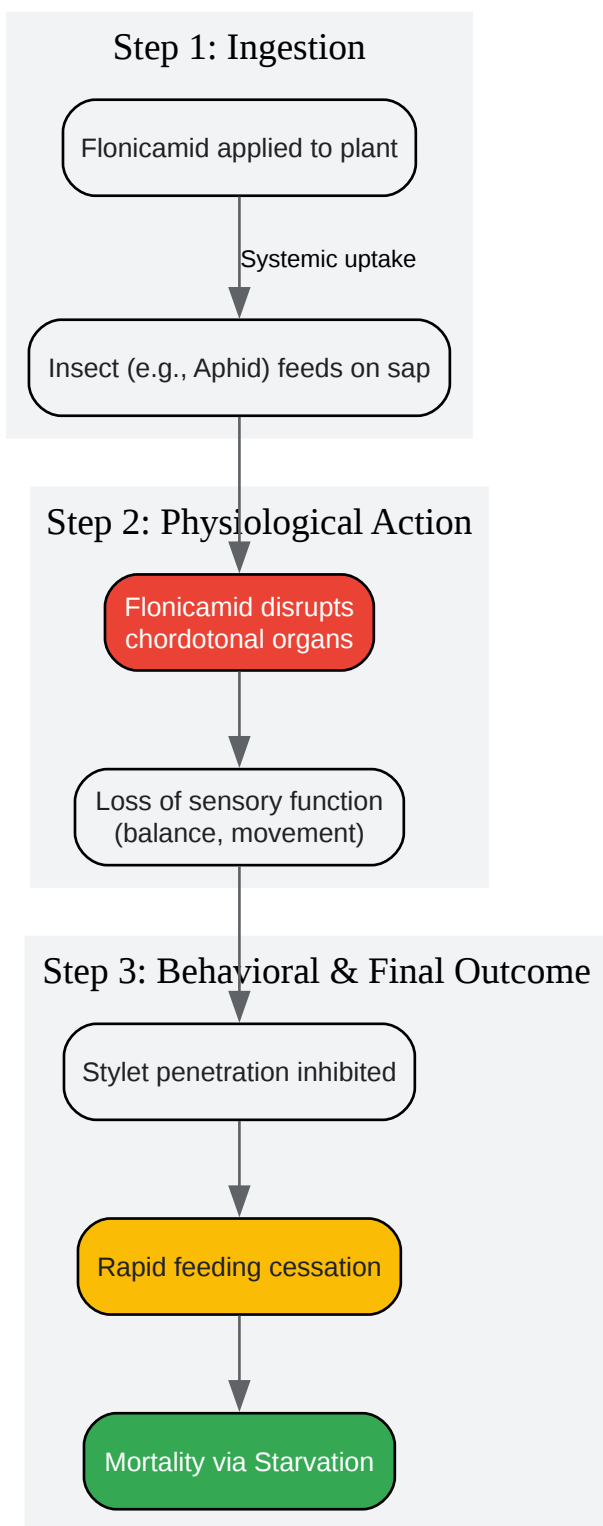 Step 1: Ingestion
Flonicamid applied to plant
Systemic uptake
Insect (e.g., Aphid) feeds on sap
Step 2: Physiological Action
Flonicamid disrupts
chordotonal organs
Loss of sensory function
(balance, movement)
Step 3: Behavioral & Final Outcome
Stylet penetration inhibited
Rapid feeding cessation
Mortality via Starvation